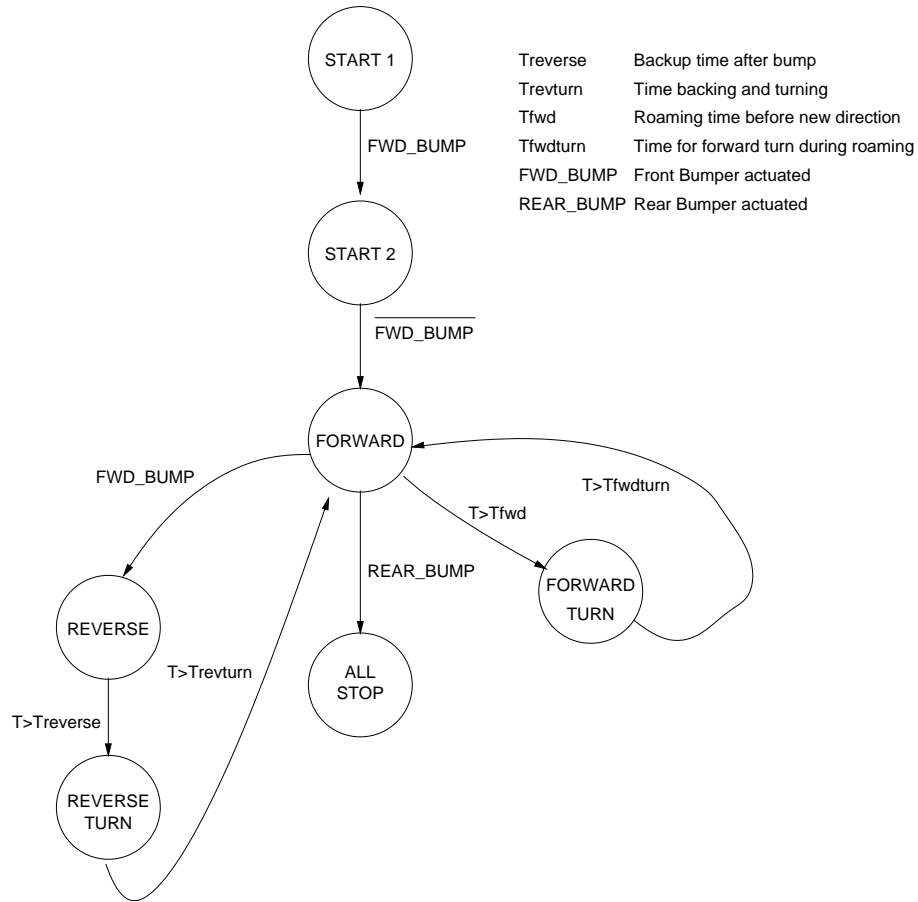 START 1
Treverse Backup time after bump
Trevturn Time backing and turning
Tfwd Roaming time before new direction
Tfwdturn Time for forward turn during roaming
FWD_BUMP Front Bumper actuated
REAR_BUMP Rear Bumper actuated
FWD_BUMP
START 2
FWD_BUMP
FORWARD
FWD_BUMP
T>Tfwdturn
T>Tfwd
REAR_BUMP
FORWARD
TURN
REVERSE
T>Trevturn
ALL
STOP
T>Treverse
REVERSE
TURN